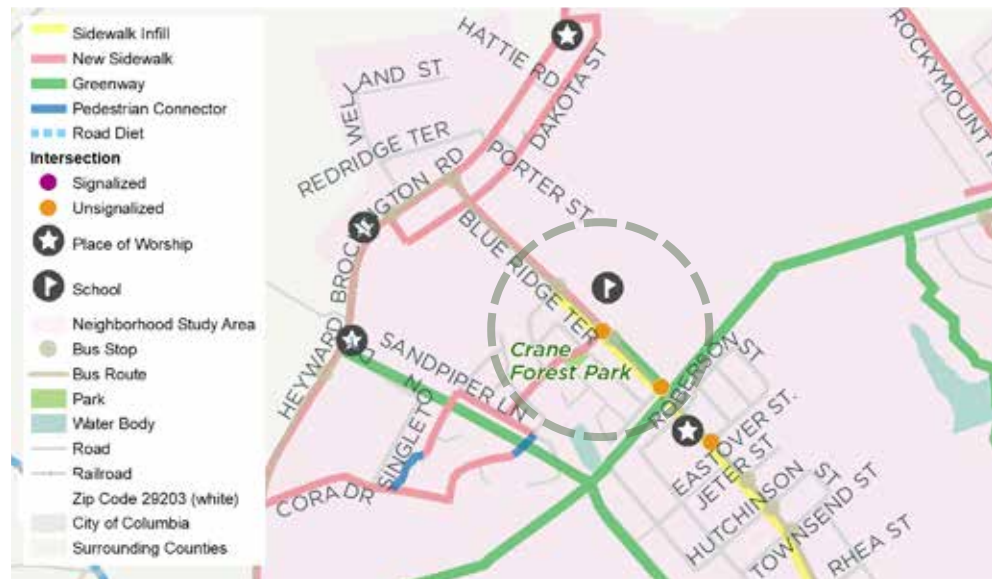 Sidewalk Infill
New Sidewalk
Greenway
Pedestrian Connector
Road Diet
Intersection
Signalized
Unsignalized
Place of Worship
School
Neighborhood Study Area
Bus Stop
Bus Route
Park
Water Body
Road
Railroad
Zip Code 29203 (white)
City of Columbia
Surrounding Counties
HATTIE RD
DAKOTA ST
WELLAND ST
REDRIDGE TER
PORTER ST
HEYWARD BROC
NGTON RD
BLUE RIDGE TER
Crane
Forest Park
SANDPIPER LN
SINGLETO
CORA DR
ROBERSON ST
EASTOVER ST.
JETER ST
HUTCHINSON ST
TOWNSEND ST
RHEA ST
ROCKYMOUNT